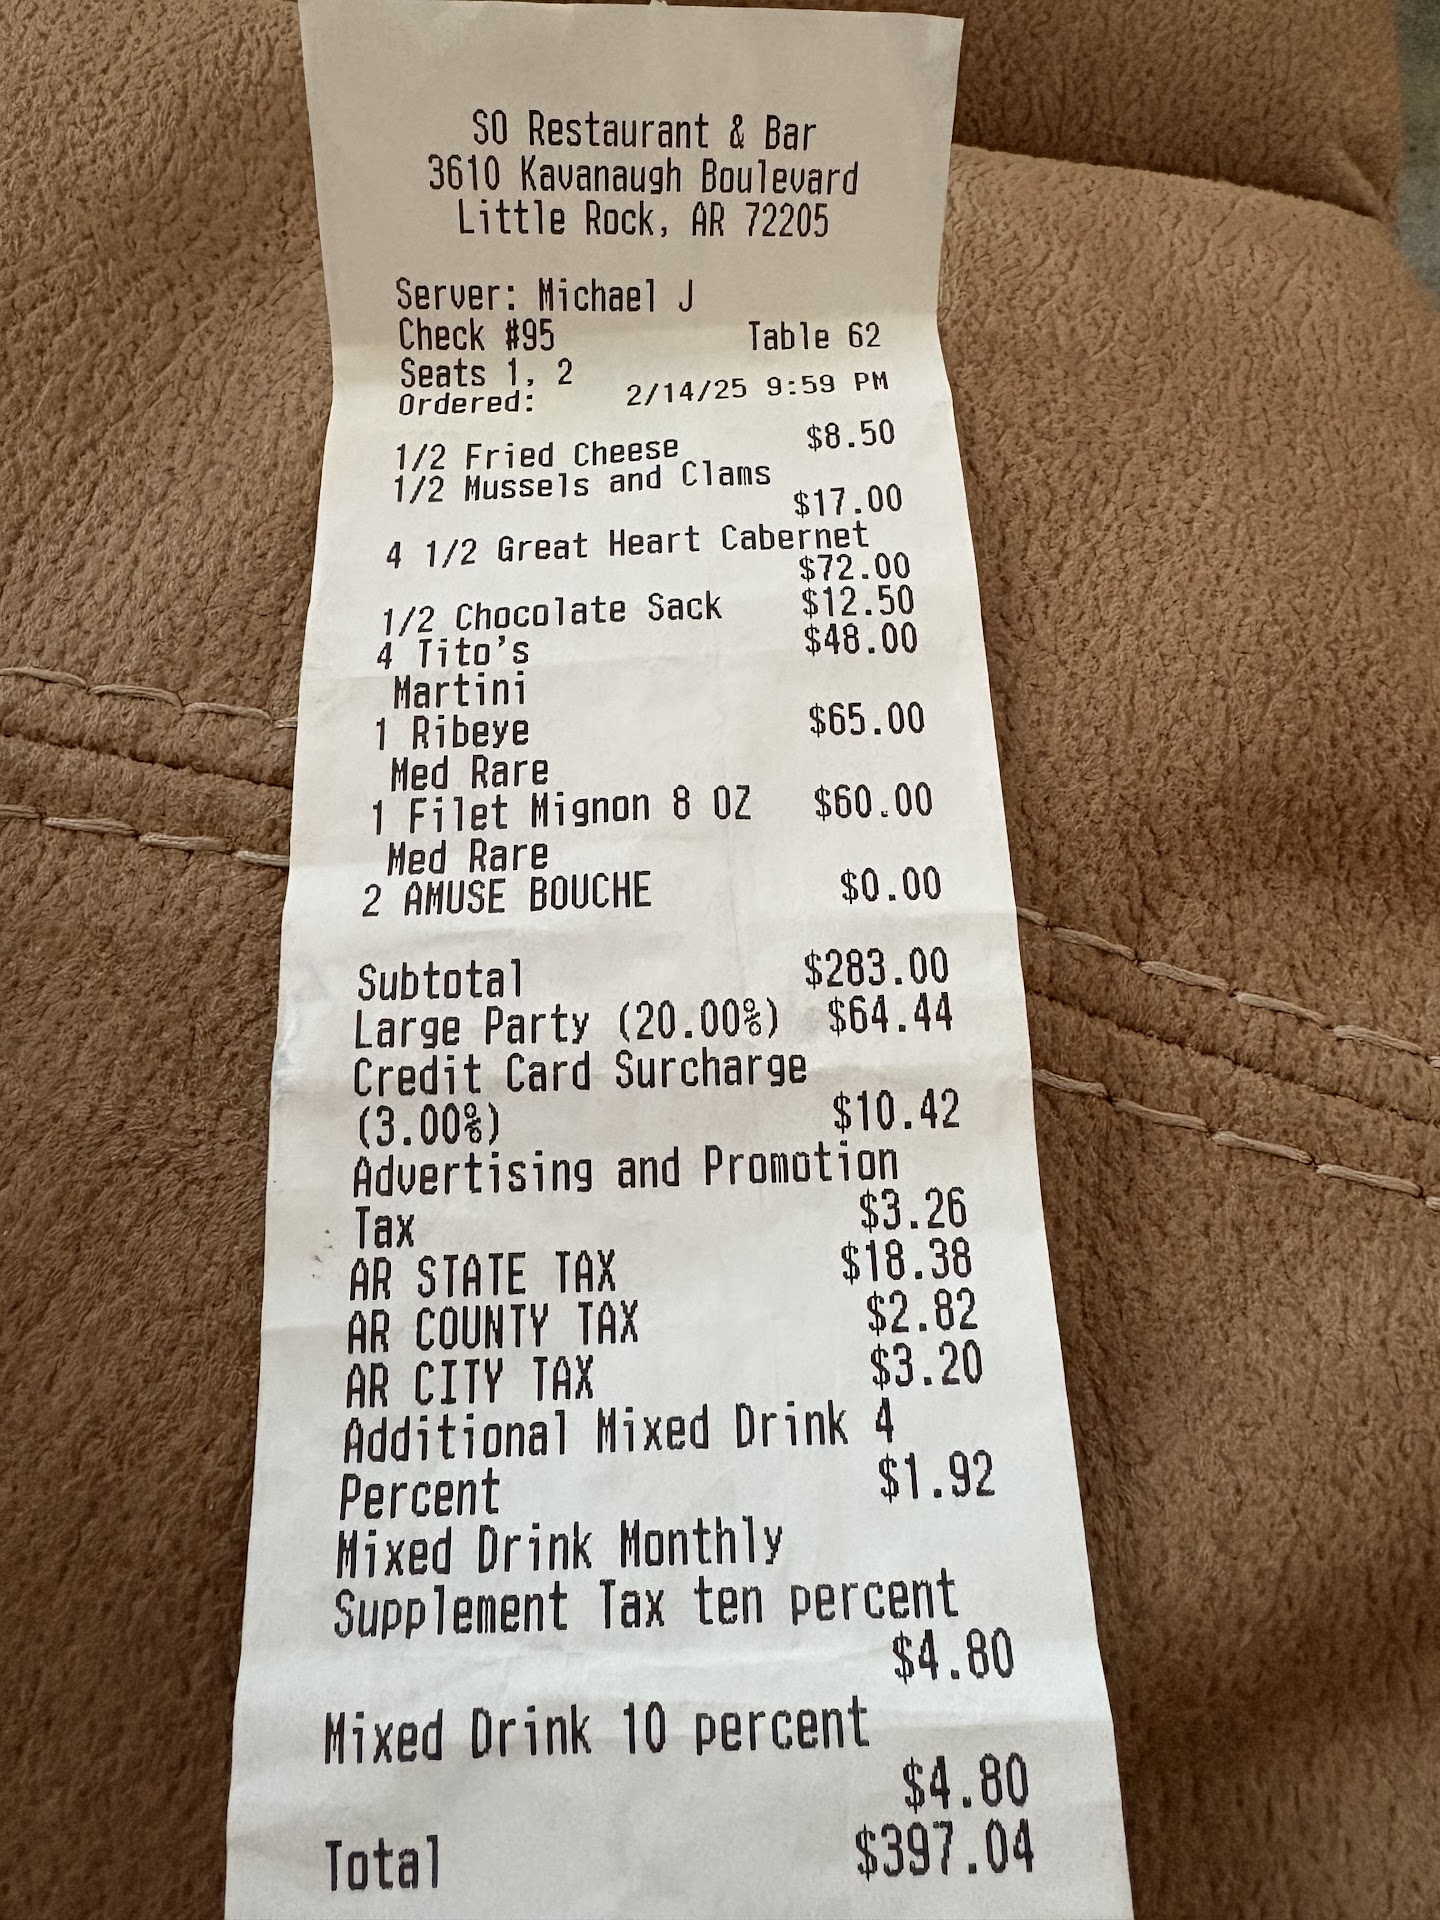 SO Restaurant & Bar
3610 Kavanaugh Boulevard
Little Rock, AR 72205
Server: Michael J
Check #95 Table 62
Seats 1, 2
Ordered: 2/14/25 9:59 PM
1/2 Fried Cheese $8.50
1/2 Mussels and Clams
$17.00
4 1/2 Great Heart Cabernet
$72.00
1/2 Chocolate Sack $12.50
4 Tito's $48.00
Martini
1 Ribeye $65.00
Med Rare
1 Filet Mignon 8 OZ $60.00
Med Rare
2 AMUSE BOUCHE $0.00
Subtotal $283.00
Large Party (20.00%) $64.44
Credit Card Surcharge
(3.00%) $10.42
Advertising and Promotion
Tax $3.26
AR STATE TAX $18.38
AR COUNTY TAX $2.82
AR CITY TAX $3.20
Additional Mixed Drink 4
Percent $1.92
Mixed Drink Monthly
Supplement Tax ten percent
$4.80
Mixed Drink 10 percent
$4.80
Total $397.04